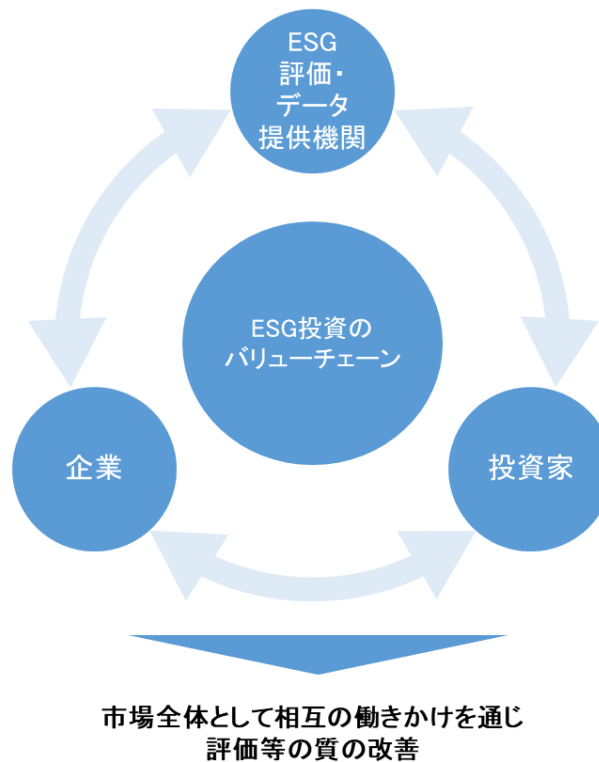 ESG
評価・
データ
提供機関
ESG投資の
バリューチェーン
企業
投資家
市場全体として相互の働きかけを通じ
評価等の質の改善